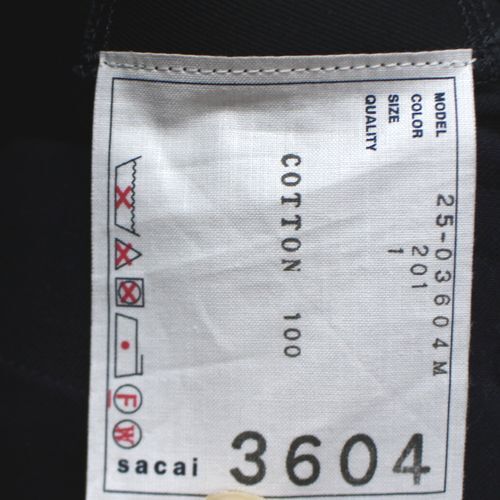 MODEL 25-03604M
COLOR 201
SIZE 1
QUALITY
COTTON 100
F
W
sacai
3604